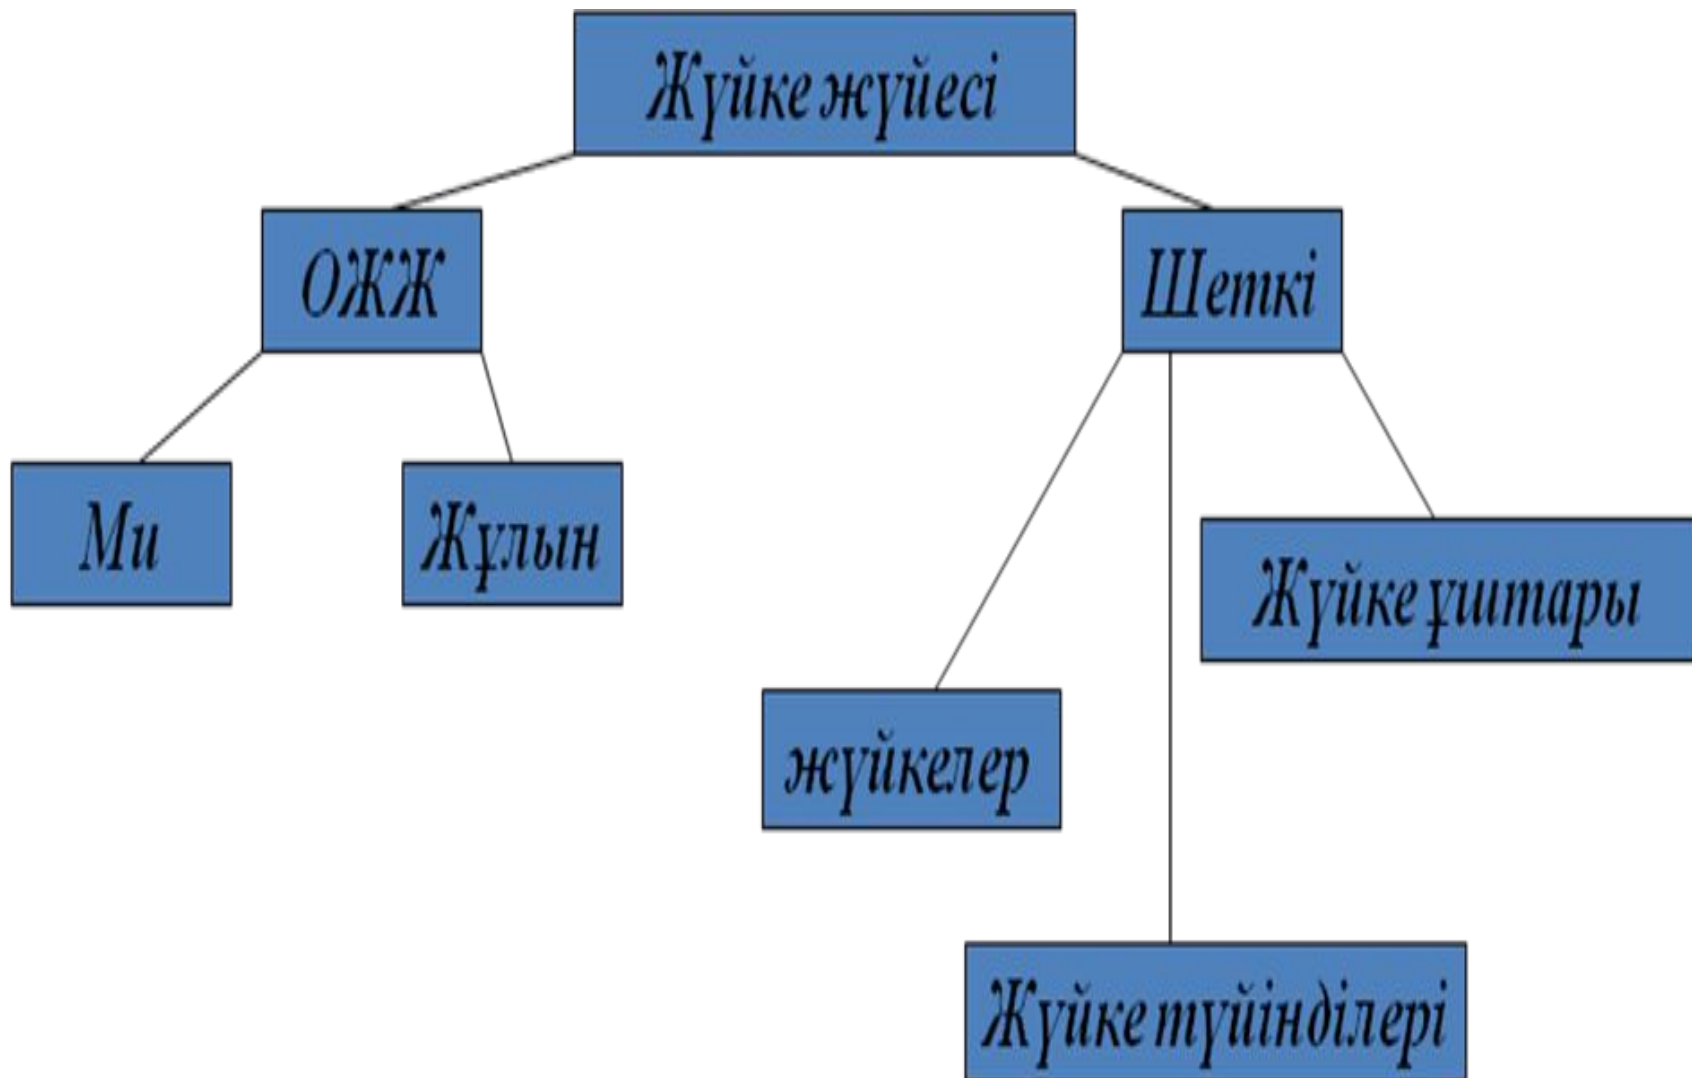 Жүйке жүйесі
ОЖЖ
Шеткі
Ми
Жұлын
Жүйке ұштары
жүйкелер
Жүйке түйінділері